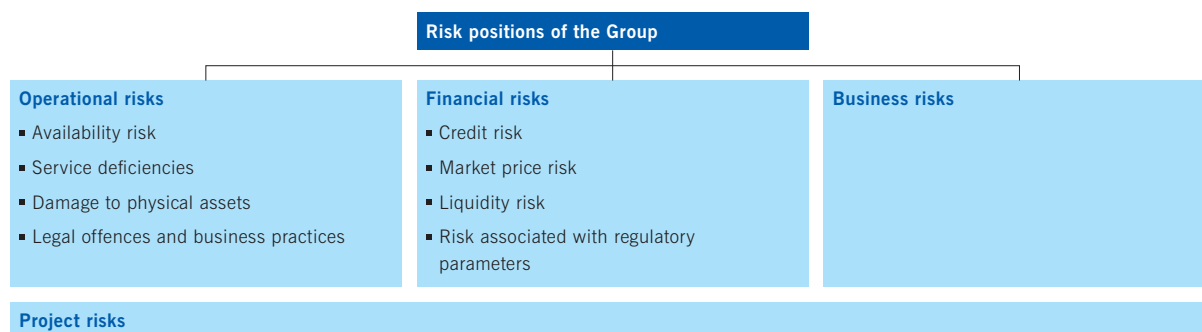 Risk positions of the Group
Operational risks
▪ Availability risk
▪ Service deficiencies
▪ Damage to physical assets
▪ Legal offences and business practices
Financial risks
▪ Credit risk
▪ Market price risk
▪ Liquidity risk
▪ Risk associated with regulatory
parameters
Business risks
Project risks